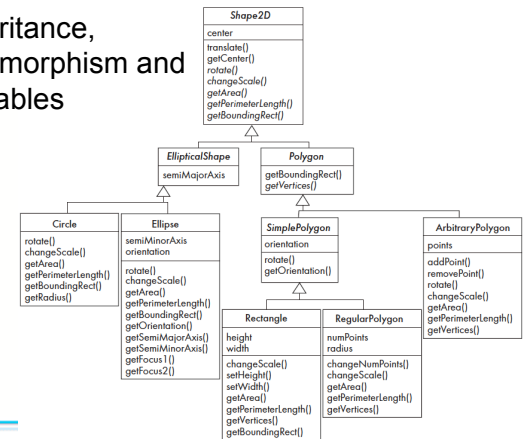 ritance,
morphism and
ables
Shape2D
center
translate()
getCenter()
rotate()
changeScale()
getArea()
getPerimeterLength()
getBoundingRect()
EllipticalShape
semiMajorAxis
Polygon
getBoundingRect()
getVertices()
Circle
rotate()
changeScale()
getArea()
getPerimeterLength()
getBoundingRect()
getRadius()
Ellipse
semiMinorAxis
orientation
rotate()
changeScale()
getArea()
getPerimeterLength()
getBoundingRect()
getOrientation()
getSemiMajorAxis()
getSemiMinorAxis()
getFocus1()
getFocus2()
SimplePolygon
orientation
rotate()
getOrientation()
ArbitraryPolygon
points
addPoint()
removePoint()
rotate()
changeScale()
getArea()
getPerimeterLength()
getVertices()
Rectangle
height
width
changeScale()
setHeight()
setWidth()
getArea()
getPerimeterLength()
getVertices()
getBoundingRect()
RegularPolygon
numPoints
radius
changeNumPoints()
changeScale()
getArea()
getPerimeterLength()
getVertices()